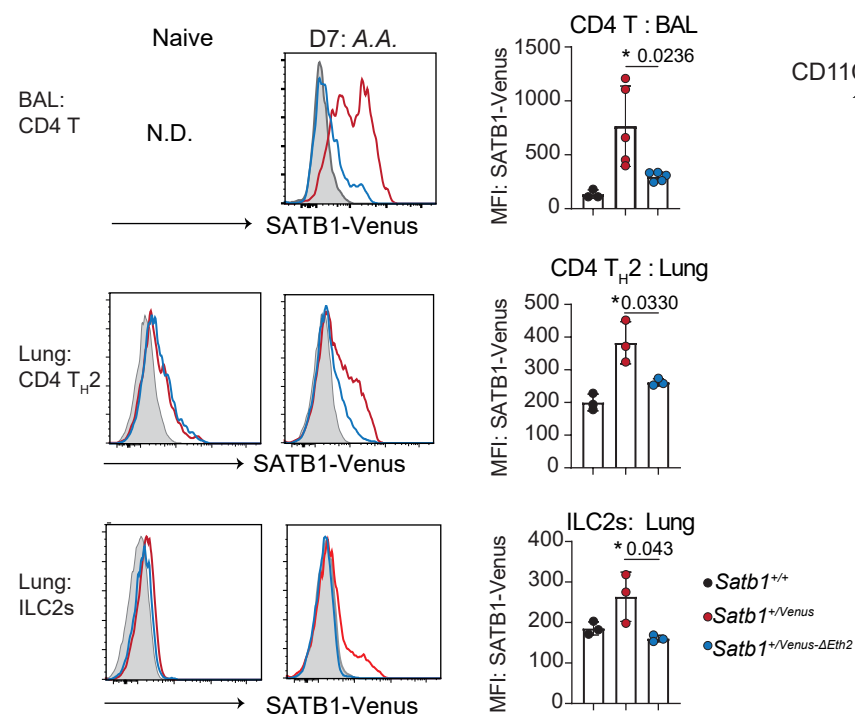 Naive
D7: A.A.
CD4 T : BAL
BAL:
CD4 T
N.D.
SATB1-Venus
MFI: SATB1-Venus
1500
1000
500
0
* 0.0236
CD4 T_H2 : Lung
Lung:
CD4 T_H2
SATB1-Venus
MFI: SATB1-Venus
500
400
300
200
100
0
*0.0330
ILC2s: Lung
Lung:
ILC2s
SATB1-Venus
MFI: SATB1-Venus
400
300
200
100
0
* 0.043
Satb1^+/+
Satb1^+/Venus
Satb1^+/Venus-ΔEth2